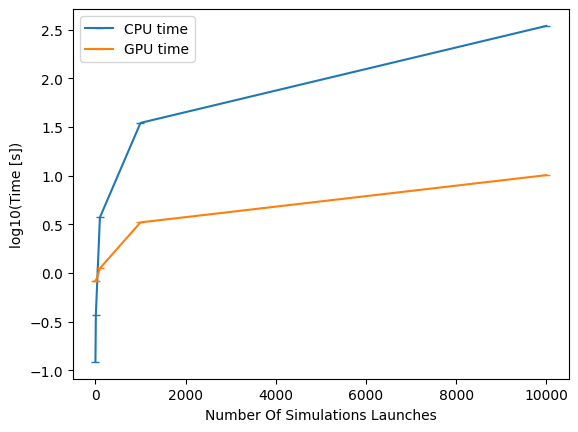 CPU time
GPU time
2.5
2.0
1.5
1.0
0.5
0.0
−0.5
−1.0
log10(Time [s])
0 2000 4000 6000 8000 10000
Number Of Simulations Launches